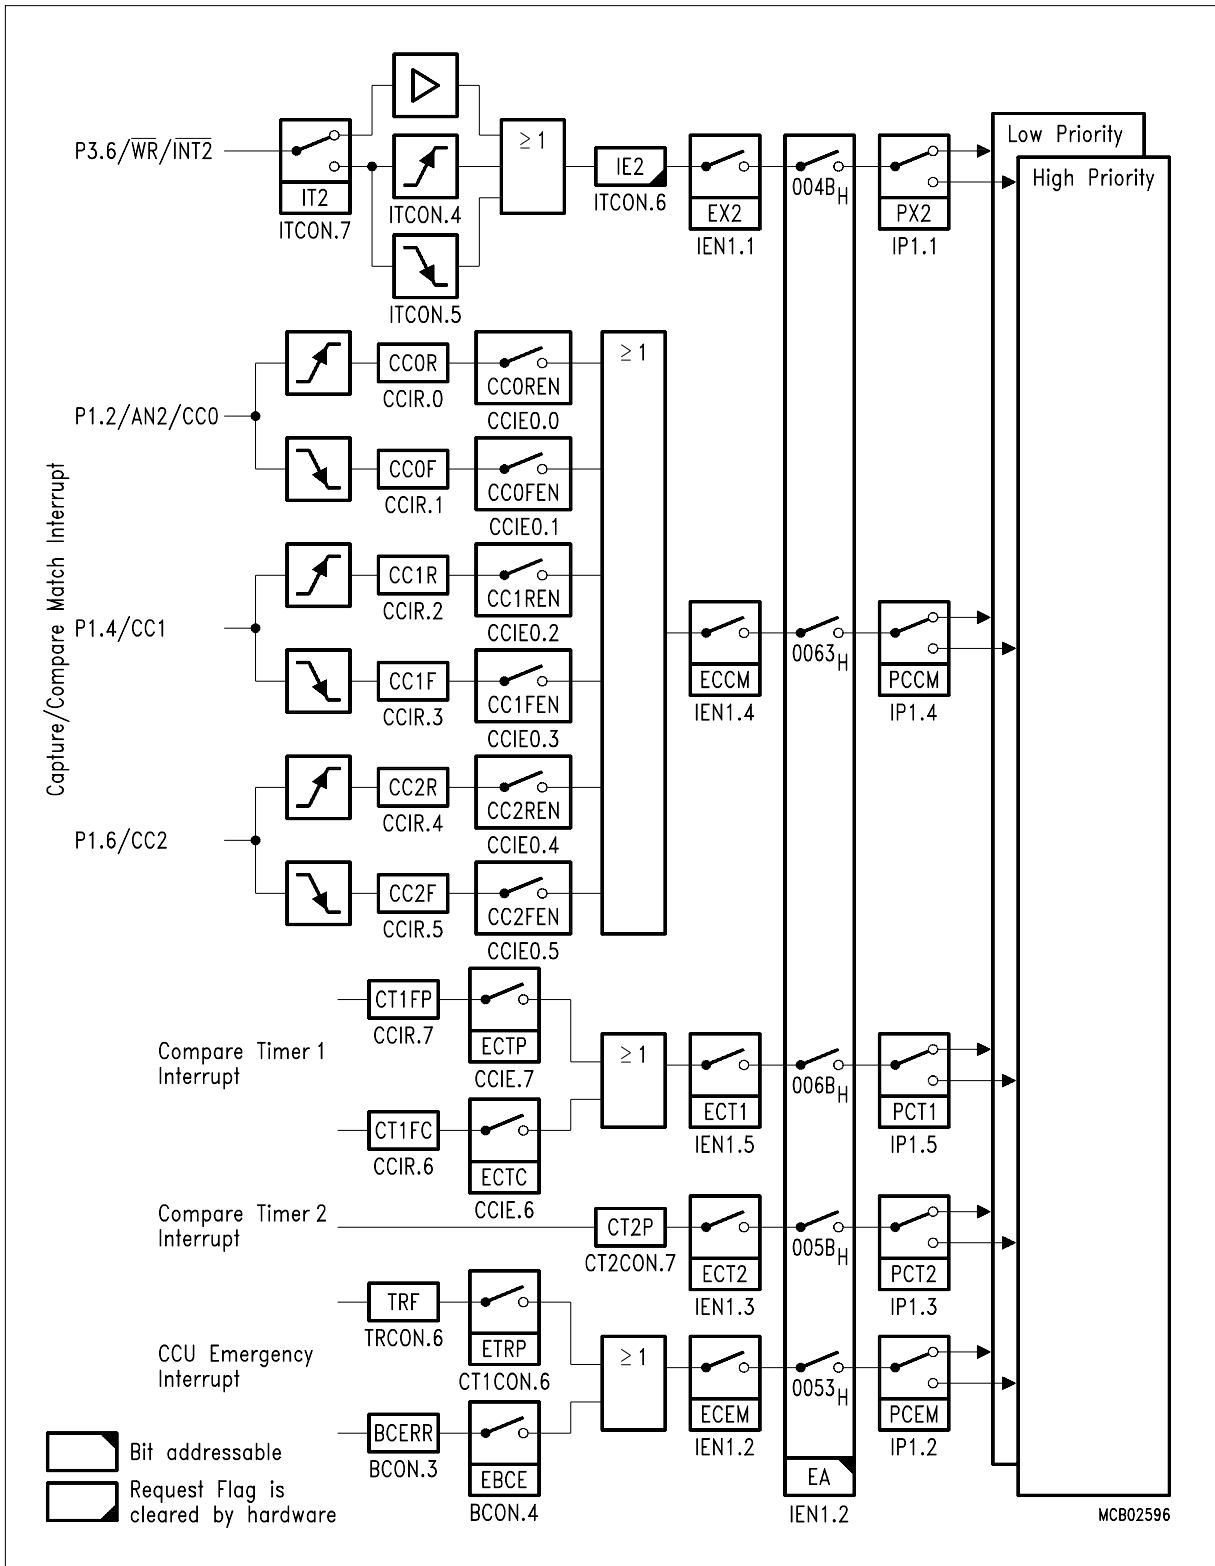 P3.6/WR/INT2
IT2
ITCON.7
ITCON.4
ITCON.5
≥1
IE2
ITCON.6
EX2
IEN1.1
004BH
PX2
IP1.1
Low Priority
High Priority
Capture/Compare Match Interrupt
P1.2/AN2/CC0
CC0R
CCIR.0
CC0REN
CCIE0.0
CC0F
CCIR.1
CC0FEN
CCIE0.1
≥1
P1.4/CC1
CC1R
CCIR.2
CC1REN
CCIE0.2
CC1F
CCIR.3
CC1FEN
CCIE0.3
ECCM
IEN1.4
0063H
PCCM
IP1.4
P1.6/CC2
CC2R
CCIR.4
CC2REN
CCIE0.4
CC2F
CCIR.5
CC2FEN
CCIE0.5
Compare Timer 1
Interrupt
CT1FP
CCIR.7
ECTP
CCIE.7
CT1FC
CCIR.6
ECTC
CCIE.6
≥1
ECT1
IEN1.5
006BH
PCT1
IP1.5
Compare Timer 2
Interrupt
CT2P
CT2CON.7
ECT2
IEN1.3
005BH
PCT2
IP1.3
CCU Emergency
Interrupt
TRF
TRCON.6
ETRP
CT1CON.6
BCERR
BCON.3
EBCE
BCON.4
≥1
ECEM
IEN1.2
0053H
PCEM
IP1.2
EA
IEN1.2
Bit addressable
Request Flag is
cleared by hardware
MCB02596